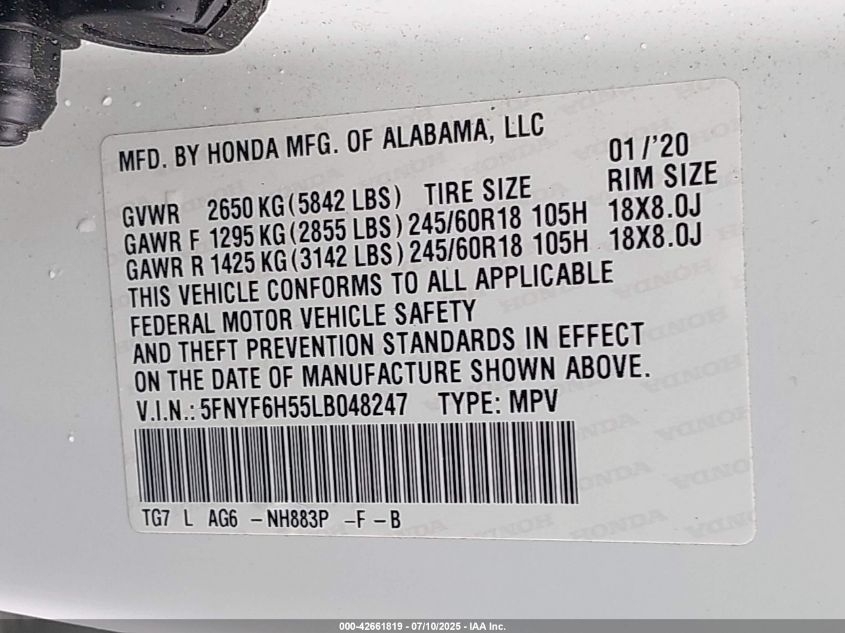 MFD. BY HONDA MFG. OF ALABAMA, LLC 01/'20
GVWR 2650 KG (5842 LBS) TIRE SIZE RIM SIZE
GAWR F 1295 KG (2855 LBS) 245/60R18 105H 18X8.0J
GAWR R 1425 KG (3142 LBS) 245/60R18 105H 18X8.0J
THIS VEHICLE CONFORMS TO ALL APPLICABLE
FEDERAL MOTOR VEHICLE SAFETY
AND THEFT PREVENTION STANDARDS IN EFFECT
ON THE DATE OF MANUFACTURE SHOWN ABOVE.
V.I.N.: 5FNYF6H55LB048247 TYPE: MPV
TG7 L AG6 -NH883P -F -B
000-42661819 - 07/10/2025 - IAA Inc.